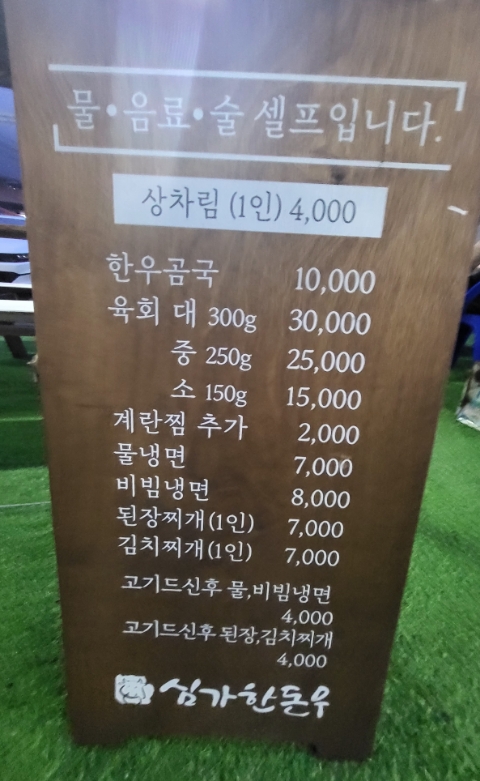 물•음료•술 셀프입니다.
상차림 (1인) 4,000
한우곰국 10,000
육회 대 300g 30,000
중 250g 25,000
소 150g 15,000
계란찜 추가 2,000
물냉면 7,000
비빔냉면 8,000
된장찌개(1인) 7,000
김치찌개(1인) 7,000
고기드신후 물,비빔냉면
4,000
고기드신후 된장,김치찌개
4,000
심가한돈우